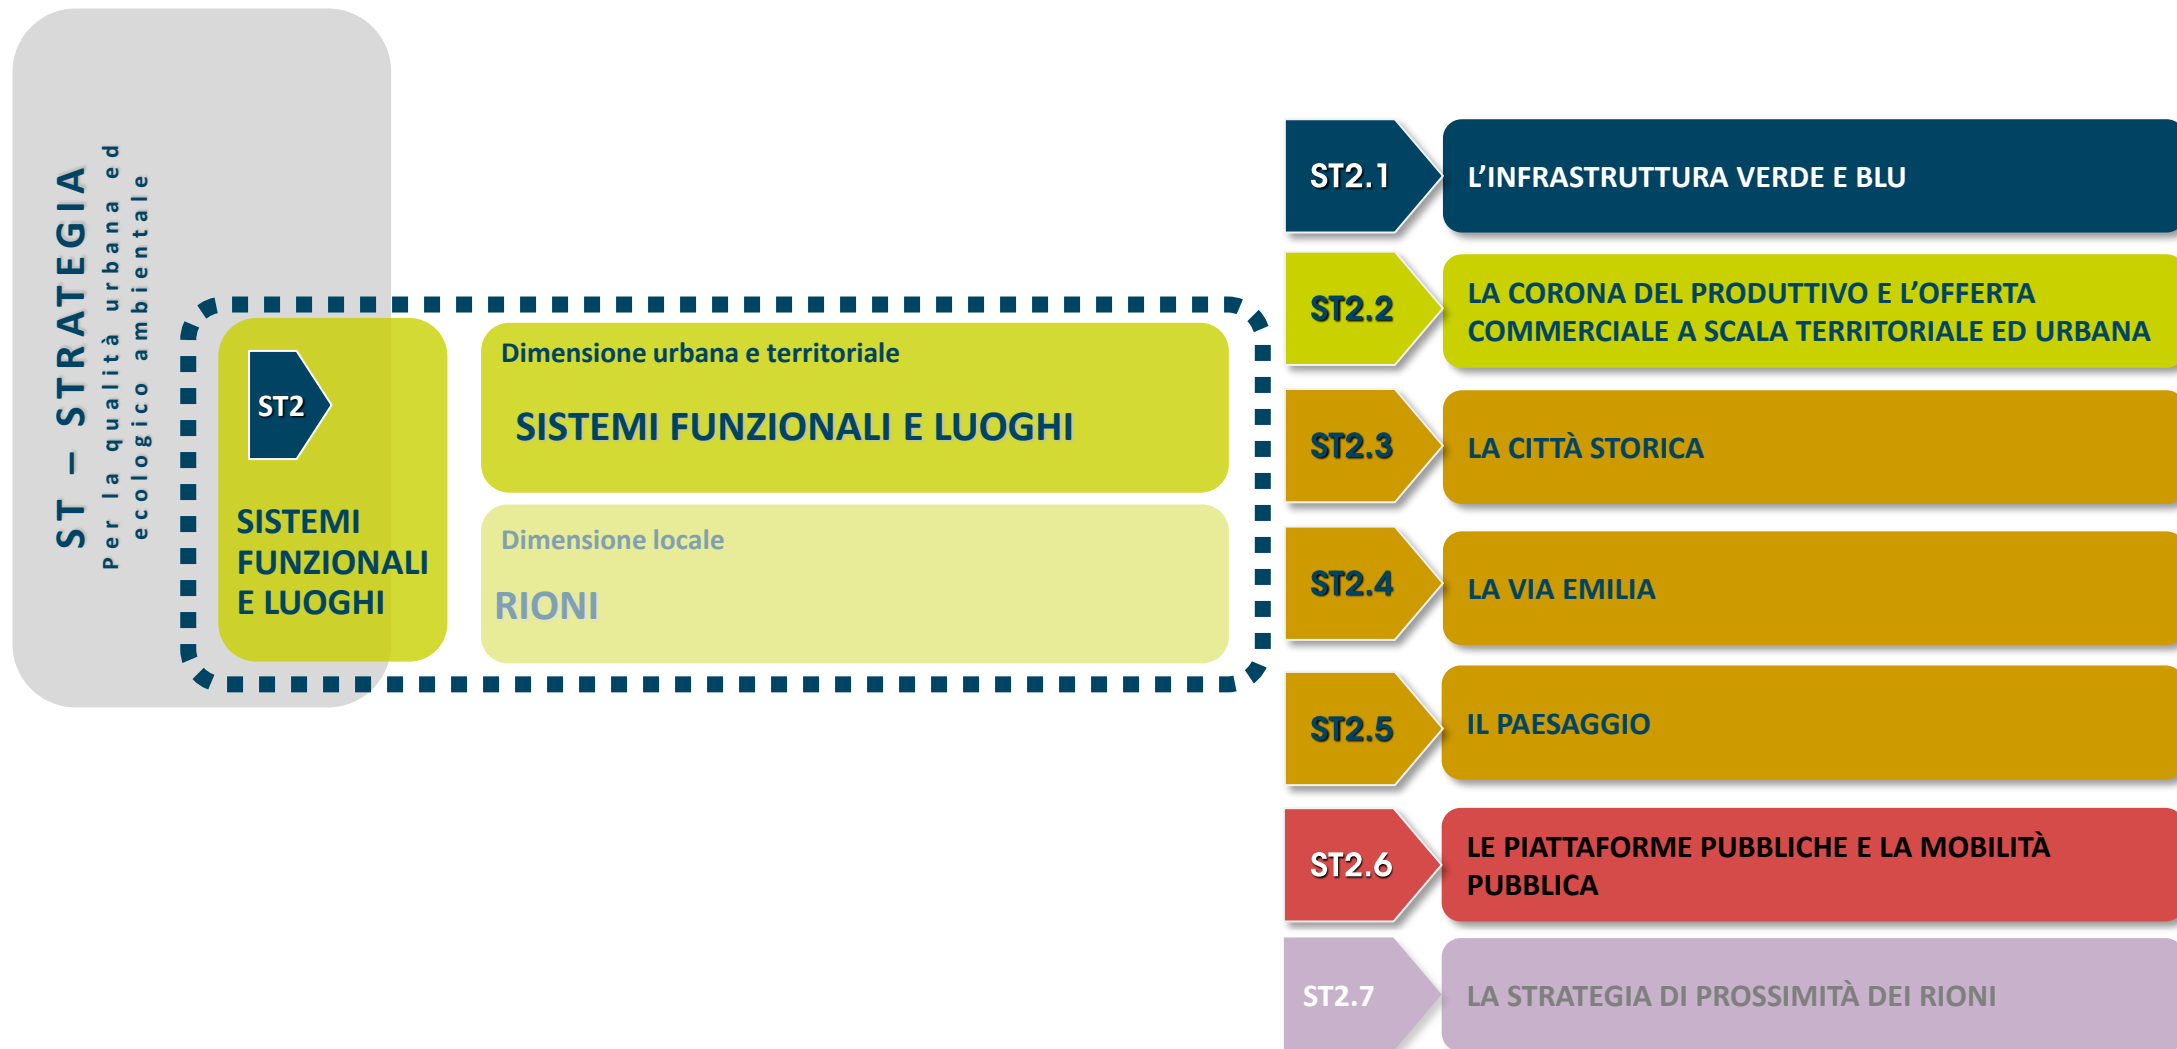 ST – STRATEGIA
Per la qualità urbana ed
ecologico ambientale
ST2
SISTEMI
FUNZIONALI
E LUOGHI
Dimensione urbana e territoriale
SISTEMI FUNZIONALI E LUOGHI
Dimensione locale
RIONI
ST2.1
L’INFRASTRUTTURA VERDE E BLU
ST2.2
LA CORONA DEL PRODUTTIVO E L’OFFERTA
COMMERCIALE A SCALA TERRITORIALE ED URBANA
ST2.3
LA CITTÀ STORICA
ST2.4
LA VIA EMILIA
ST2.5
IL PAESAGGIO
ST2.6
LE PIATTAFORME PUBBLICHE E LA MOBILITÀ
PUBBLICA
ST2.7
LA STRATEGIA DI PROSSIMITÀ DEI RIONI